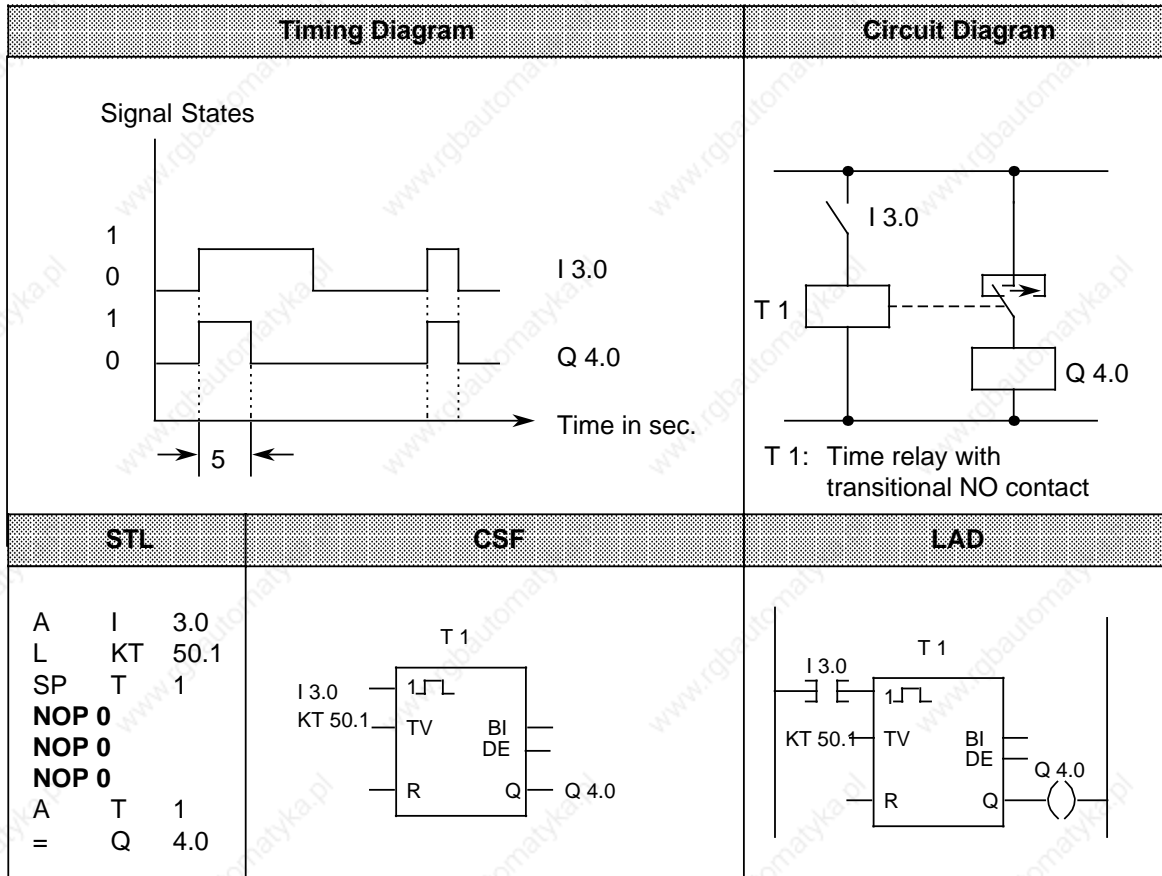 Timing Diagram
Circuit Diagram
Signal States
1
0
I 3.0
1
0
Q 4.0
Time in sec.
5
I 3.0
T 1
Q 4.0
T 1: Time relay with
transitional NO contact
STL
CSF
LAD
A I 3.0
L KT 50.1
SP T 1
NOP 0
NOP 0
NOP 0
A T 1
= Q 4.0
T 1
I 3.0
1
KT 50.1
TV
BI
DE
R
Q
Q 4.0
T 1
I 3.0
1
KT 50.1
TV
BI
DE
Q 4.0
R
Q
www.rgbautomatyka.pl